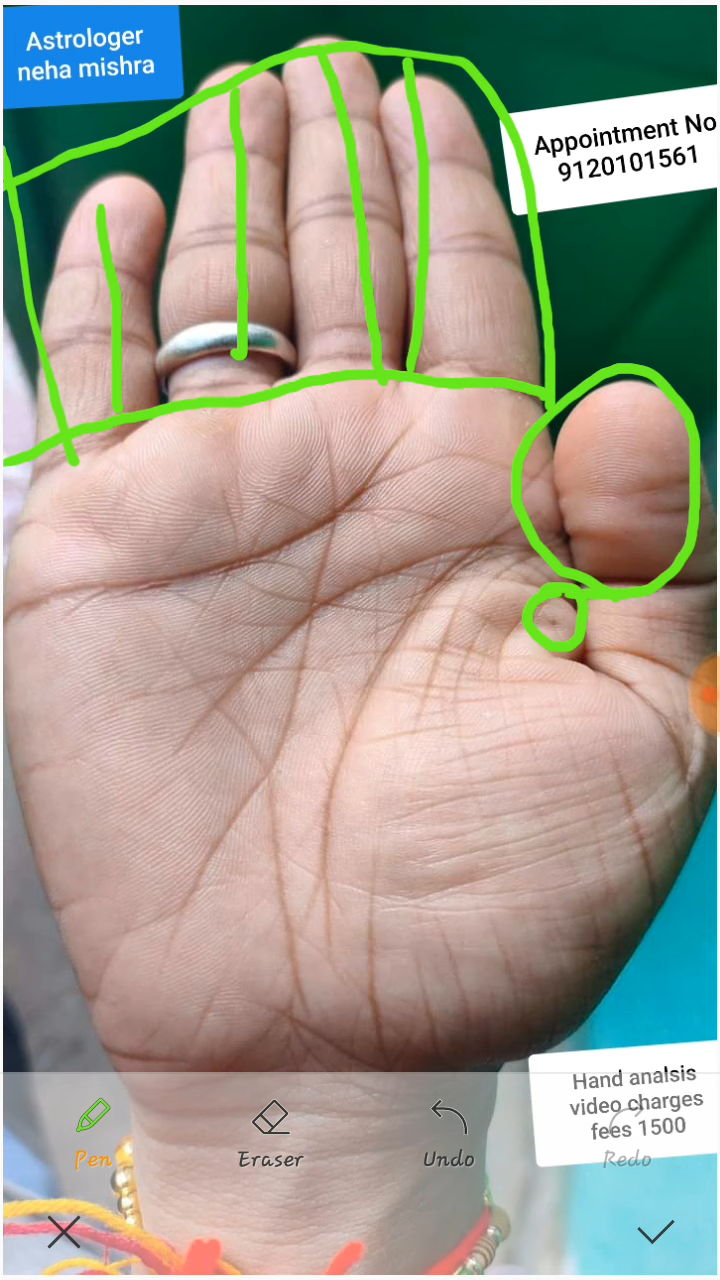 Astrologer
neha mishra
Appointment No
9120101561
Hand analsis
video charges
fees 1500
Pen
Eraser
Undo
Redo